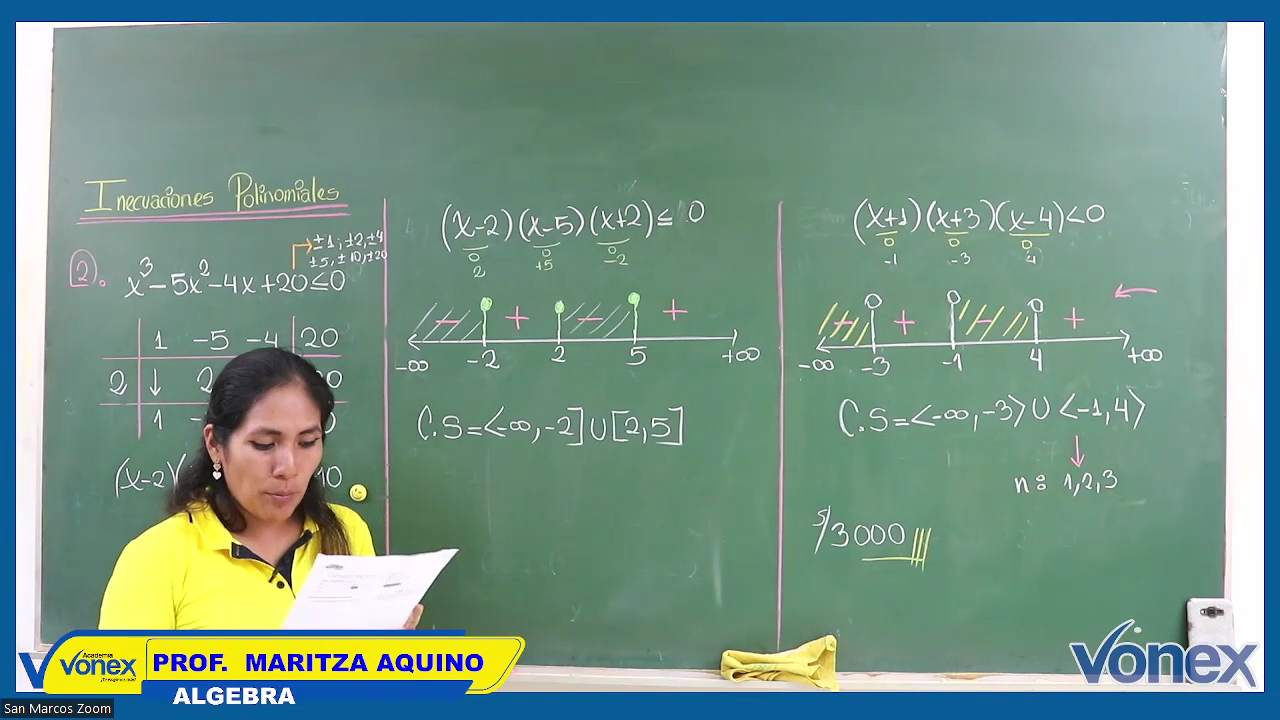 Inecuaciones Polinomiales
2).
±1; ±2, ±4
±5, ±10, ±20
x³ - 5x² - 4x + 20 ≤ 0
1 -5 -4 20
2 ↓ 2
1
(x-2)( 10
(x-2)(x-5)(x+2) ≤ 0
0 0 0
2 +5 -2
- + - +
-∞ -2 2 5 +∞
C.S = <-∞, -2] U [2, 5]
(x+1)(x+3)(x-4) < 0
0 0 0
-1 -3 4
- + - +
-∞ -3 -1 4 +∞
C.S = <-∞, -3> U <-1, 4>
n: 1, 2, 3
S/3000
Academia
vonex
PROF. MARITZA AQUINO
ALGEBRA
vonex
San Marcos Zoom